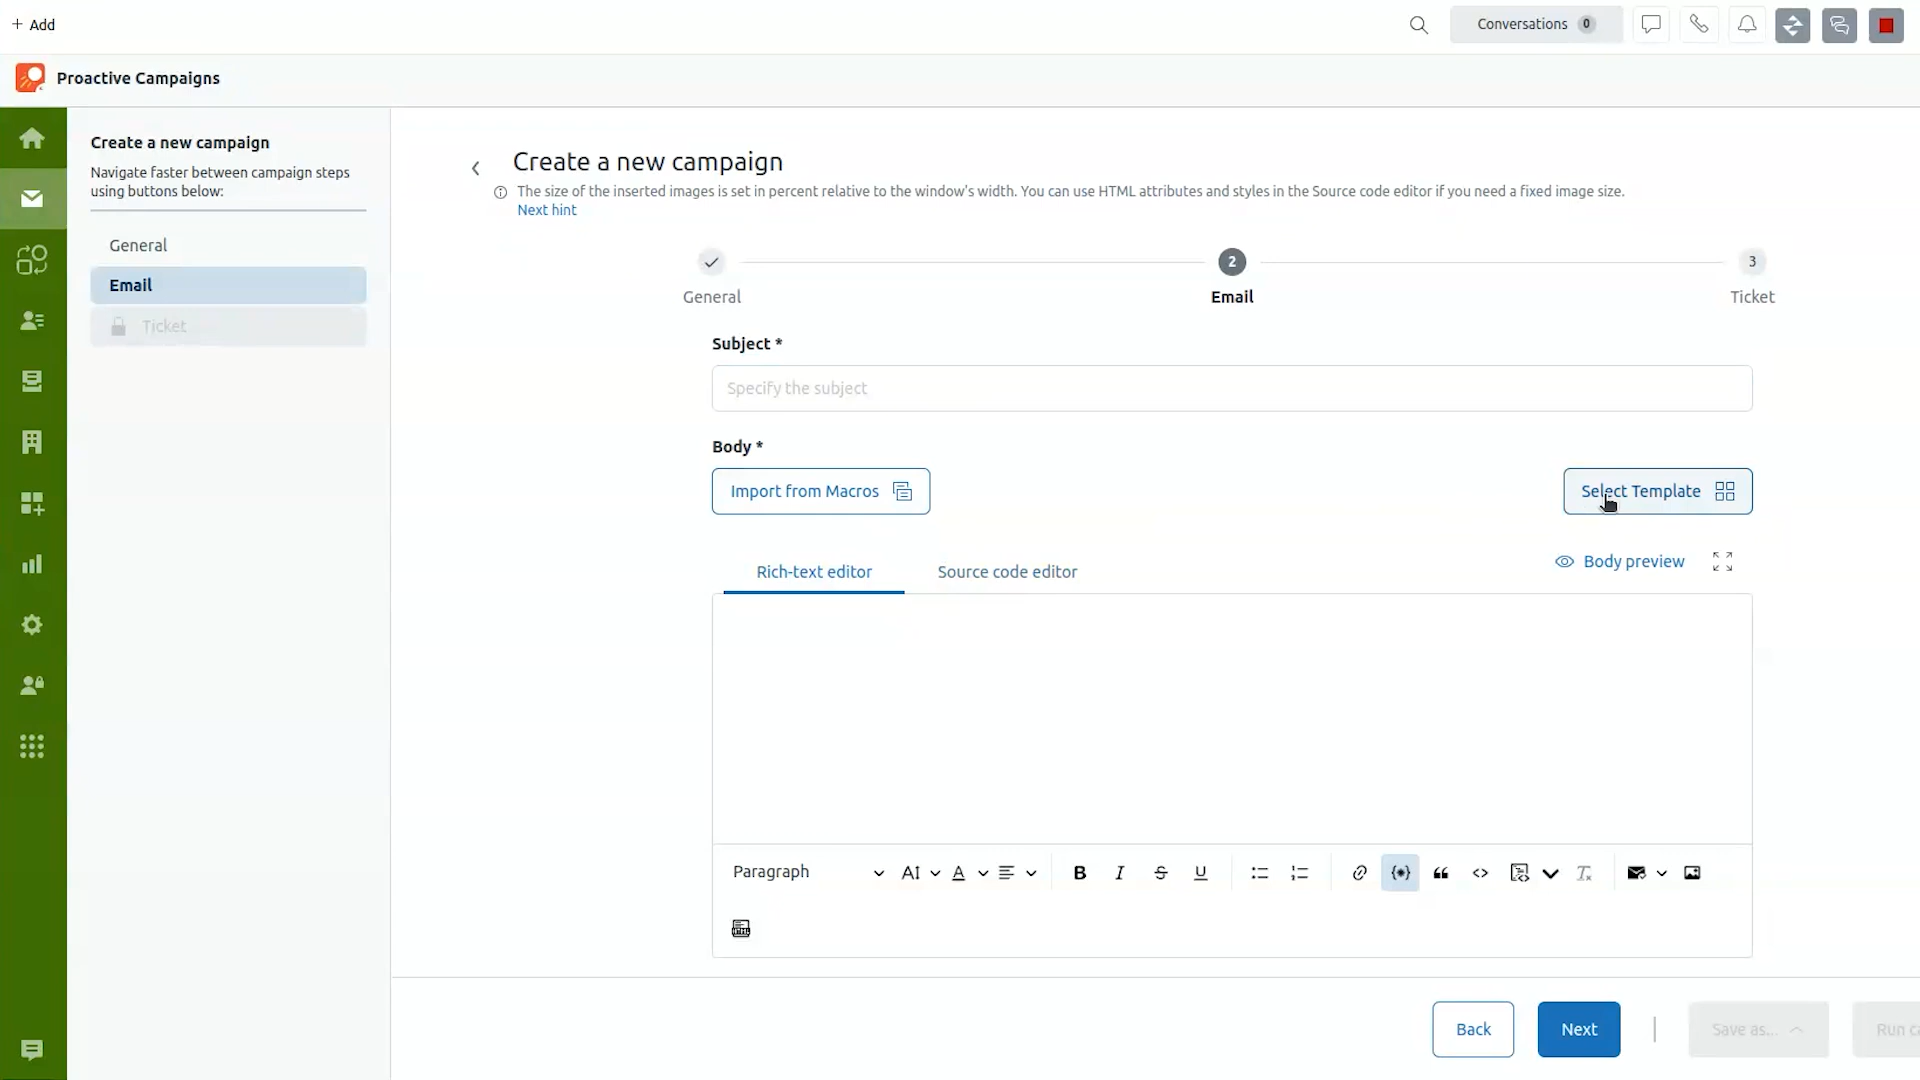 + Add
Conversations 0
Proactive Campaigns
Create a new campaign
Navigate faster between campaign steps
using buttons below:
General
Email
Ticket
Create a new campaign
The size of the inserted images is set in percent relative to the window's width. You can use HTML attributes and styles in the Source code editor if you need a fixed image size.
Next hint
2
3
General
Email
Ticket
Subject *
Specify the subject
Body *
Import from Macros
Select Template
Body preview
Rich-text editor
Source code editor
Paragraph
Back
Next
Save as...
Run ca